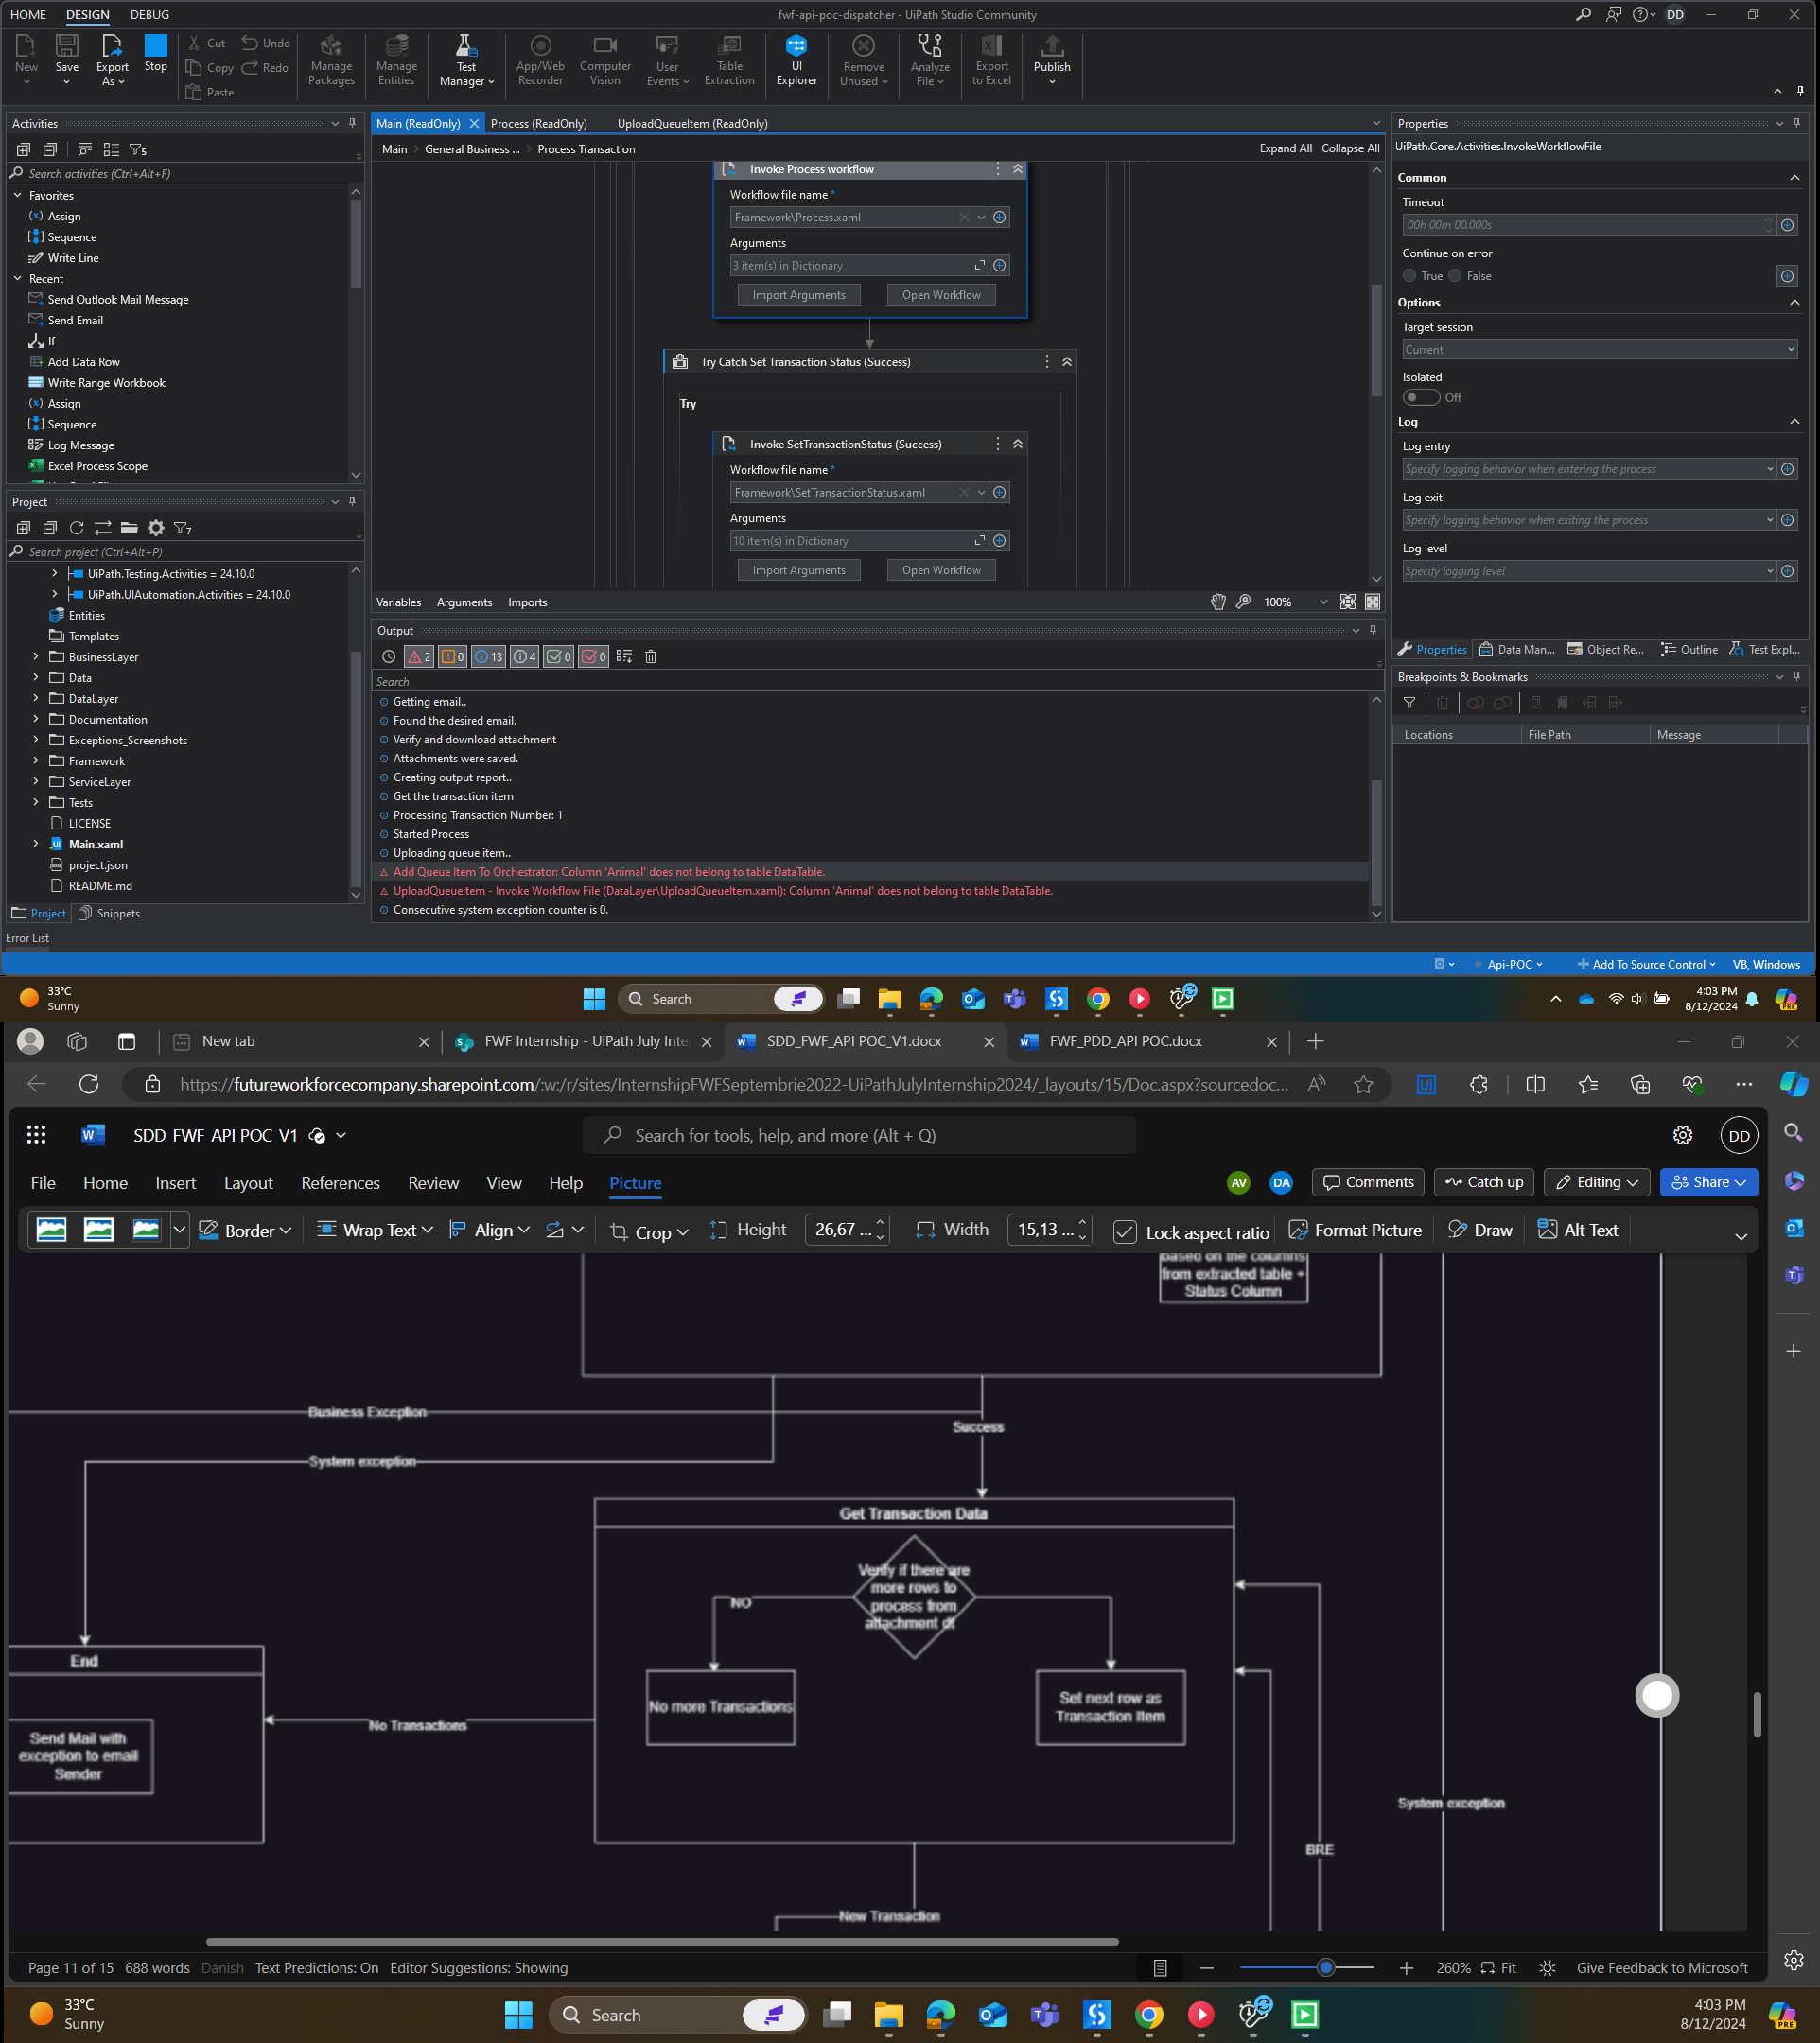 HOME DESIGN DEBUG
fwf-api-poc-dispatcher - UiPath Studio Community
DD
New Save Export As Stop
Cut Undo
Copy Redo
Paste
Manage Packages
Manage Entities
Test Manager
App/Web Recorder
Computer Vision
User Events
Table Extraction
UI Explorer
Remove Unused
Analyze File
Export to Excel
Publish
Activities
5
Search activities (Ctrl+Alt+F)
Favorites
Assign
Sequence
Write Line
Recent
Send Outlook Mail Message
Send Email
If
Add Data Row
Write Range Workbook
Assign
Sequence
Log Message
Excel Process Scope
Project
7
Search project (Ctrl+Alt+P)
UiPath.Testing.Activities = 24.10.0
UiPath.UIAutomation.Activities = 24.10.0
Entities
Templates
BusinessLayer
Data
DataLayer
Documentation
Exceptions_Screenshots
Framework
ServiceLayer
Tests
LICENSE
Main.xaml
project.json
README.md
Project Snippets
Error List
Main (ReadOnly) Process (ReadOnly) UploadQueueItem (ReadOnly)
Main General Business ... Process Transaction
Expand All Collapse All
Invoke Process workflow
Workflow file name *
Framework\Process.xaml
Arguments
3 item(s) in Dictionary
Import Arguments Open Workflow
Try Catch Set Transaction Status (Success)
Try
Invoke SetTransactionStatus (Success)
Workflow file name *
Framework\SetTransactionStatus.xaml
Arguments
10 item(s) in Dictionary
Import Arguments Open Workflow
Variables Arguments Imports
100%
Output
2 0 13 4 0 0
Search
Getting email..
Found the desired email.
Verify and download attachment
Attachments were saved.
Creating output report..
Get the transaction item
Processing Transaction Number: 1
Started Process
Uploading queue item..
Add Queue Item To Orchestrator: Column 'Animal' does not belong to table DataTable.
UploadQueueItem - Invoke Workflow File (DataLayer\UploadQueueItem.xaml): Column 'Animal' does not belong to table DataTable.
Consecutive system exception counter is 0.
Properties
UiPath.Core.Activities.InvokeWorkflowFile
Common
Timeout
00h 00m 00.000s
Continue on error
True False
Options
Target session
Current
Isolated
Off
Log
Log entry
Specify logging behavior when entering the process
Log exit
Specify logging behavior when exiting the process
Log level
Specify logging level
Properties Data Man... Object Re... Outline Test Expl...
Breakpoints & Bookmarks
Locations File Path Message
Api-POC Add To Source Control VB, Windows
33°C
Sunny
Search
4:03 PM
8/12/2024
New tab
FWF Internship - UiPath July Inte
SDD_FWF_API POC_V1.docx
FWF_PDD_API POC.docx
https://futureworkforcecompany.sharepoint.com/:w:/r/sites/InternshipFWFSeptembrie2022-UiPathJulyInternship2024/_layouts/15/Doc.aspx?sourcedoc...
SDD_FWF_API POC_V1
Search for tools, help, and more (Alt + Q)
DD
File Home Insert Layout References Review View Help Picture
AV DA
Comments Catch up Editing Share
Border Wrap Text Align Crop Height 26,67 ... Width 15,13 ... Lock aspect ratio Format Picture Draw Alt Text
based on the columns
from extracted table +
Status Column
Business Exception
Success
System exception
Get Transaction Data
Verify if there are
more rows to
process from
attachment dt
NO
No more Transactions
Set next row as
Transaction Item
End
Send Mail with
exception to email
Sender
No Transactions
System exception
BRE
New Transaction
Page 11 of 15 688 words Danish Text Predictions: On Editor Suggestions: Showing
260% Fit Give Feedback to Microsoft
33°C
Sunny
Search
4:03 PM
8/12/2024